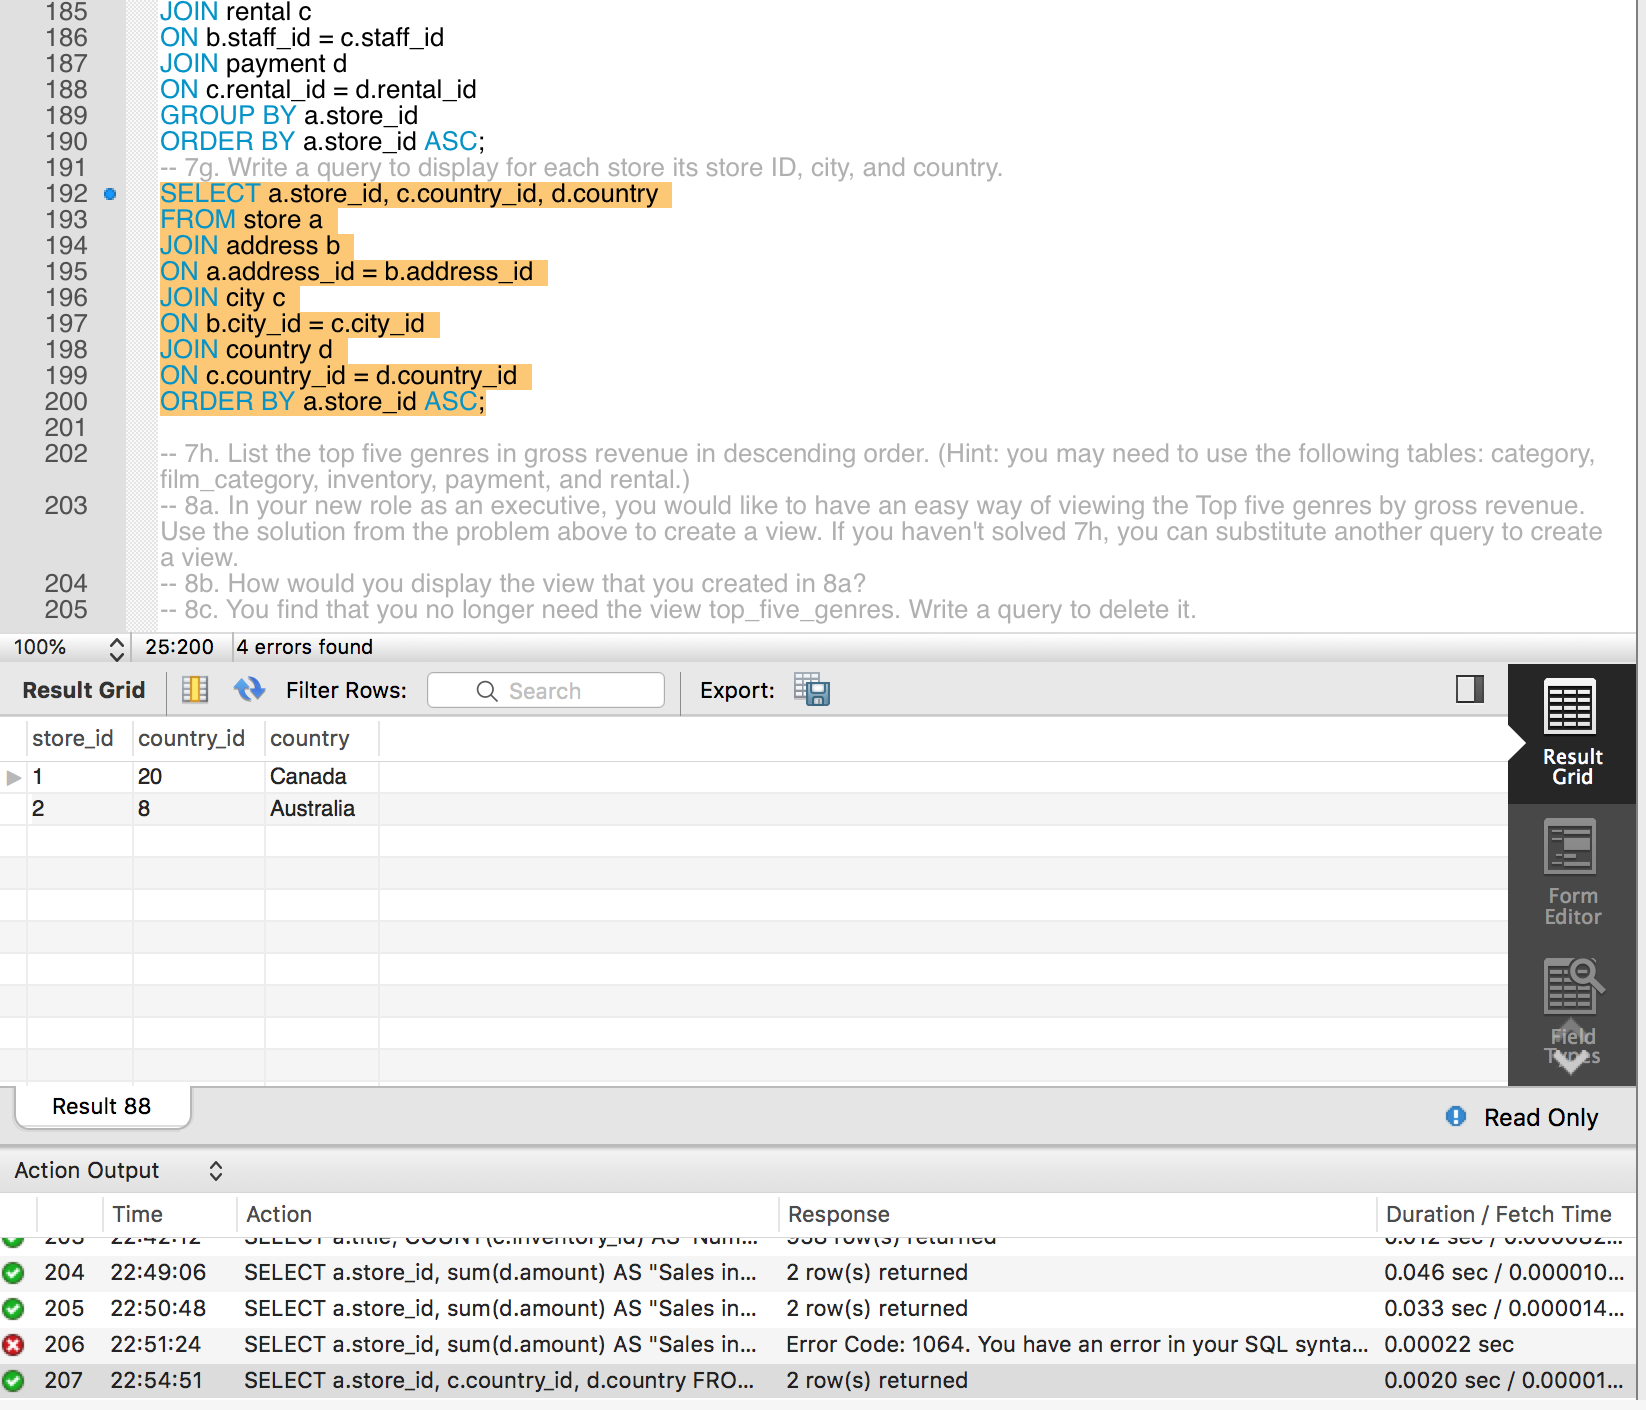 185 JOIN rental c
186 ON b.staff_id = c.staff_id
187 JOIN payment d
188 ON c.rental_id = d.rental_id
189 GROUP BY a.store_id
190 ORDER BY a.store_id ASC;
191 -- 7g. Write a query to display for each store its store ID, city, and country.
192 SELECT a.store_id, c.country_id, d.country
193 FROM store a
194 JOIN address b
195 ON a.address_id = b.address_id
196 JOIN city c
197 ON b.city_id = c.city_id
198 JOIN country d
199 ON c.country_id = d.country_id
200 ORDER BY a.store_id ASC;
201
202 -- 7h. List the top five genres in gross revenue in descending order. (Hint: you may need to use the following tables: category,
film_category, inventory, payment, and rental.)
203 -- 8a. In your new role as an executive, you would like to have an easy way of viewing the Top five genres by gross revenue.
Use the solution from the problem above to create a view. If you haven't solved 7h, you can substitute another query to create
a view.
204 -- 8b. How would you display the view that you created in 8a?
205 -- 8c. You find that you no longer need the view top_five_genres. Write a query to delete it.
100% 25:200 4 errors found
Result Grid Filter Rows: Search Export:
store_id country_id country
1 20 Canada
2 8 Australia
Result
Grid
Form
Editor
Field
Types
Result 88
Read Only
Action Output
Time Action Response Duration / Fetch Time
203 22:42:12 SELECT a.title, COUNT(c.inventory_id) AS "Num... 958 row(s) returned
204 22:49:06 SELECT a.store_id, sum(d.amount) AS "Sales in... 2 row(s) returned 0.046 sec / 0.000010...
205 22:50:48 SELECT a.store_id, sum(d.amount) AS "Sales in... 2 row(s) returned 0.033 sec / 0.000014...
206 22:51:24 SELECT a.store_id, sum(d.amount) AS "Sales in... Error Code: 1064. You have an error in your SQL synta... 0.00022 sec
207 22:54:51 SELECT a.store_id, c.country_id, d.country FRO... 2 row(s) returned 0.0020 sec / 0.00001...